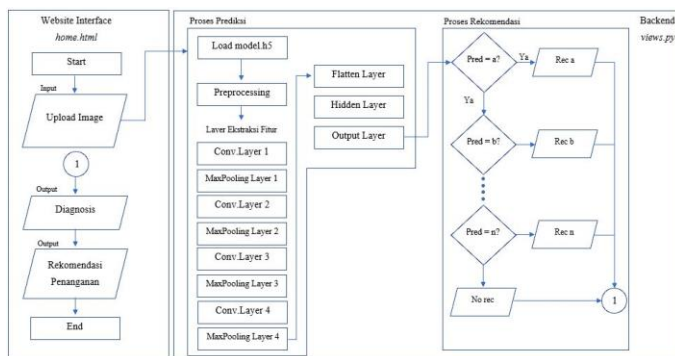 Website Interface
home.html
Start
Input
Upload Image
1
Output
Diagnosis
Output
Rekomendasi
Penanganan
End
Proses Prediksi
Load model.h5
Preprocessing
Layer Ekstraksi Fitur
Conv.Layer 1
MaxPooling Layer 1
Conv.Layer 2
MaxPooling Layer 2
Conv.Layer 3
MaxPooling Layer 3
Conv.Layer 4
MaxPooling Layer 4
Flatten Layer
Hidden Layer
Output Layer
Proses Rekomendasi
Pred = a?
Ya
Rec a
Ya
Pred = b?
Rec b
Pred = n?
Rec n
No rec
1
Backend
views.py